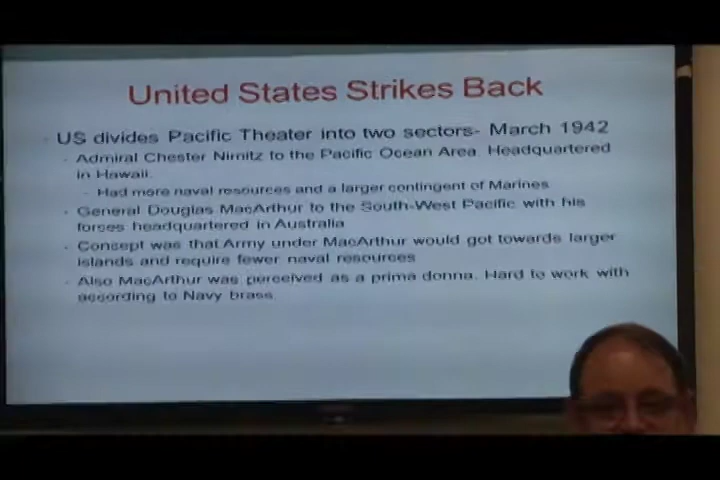 United States Strikes Back
US divides Pacific Theater into two sectors- March 1942
Admiral Chester Nimitz to the Pacific Ocean Area. Headquartered
in Hawaii.
Had more naval resources and a larger contingent of Marines
General Douglas MacArthur to the South-West Pacific with his
forces headquartered in Australia
Concept was that Army under MacArthur would got towards larger
islands and require fewer naval resources
Also MacArthur was perceived as a prima donna. Hard to work with
according to Navy brass.